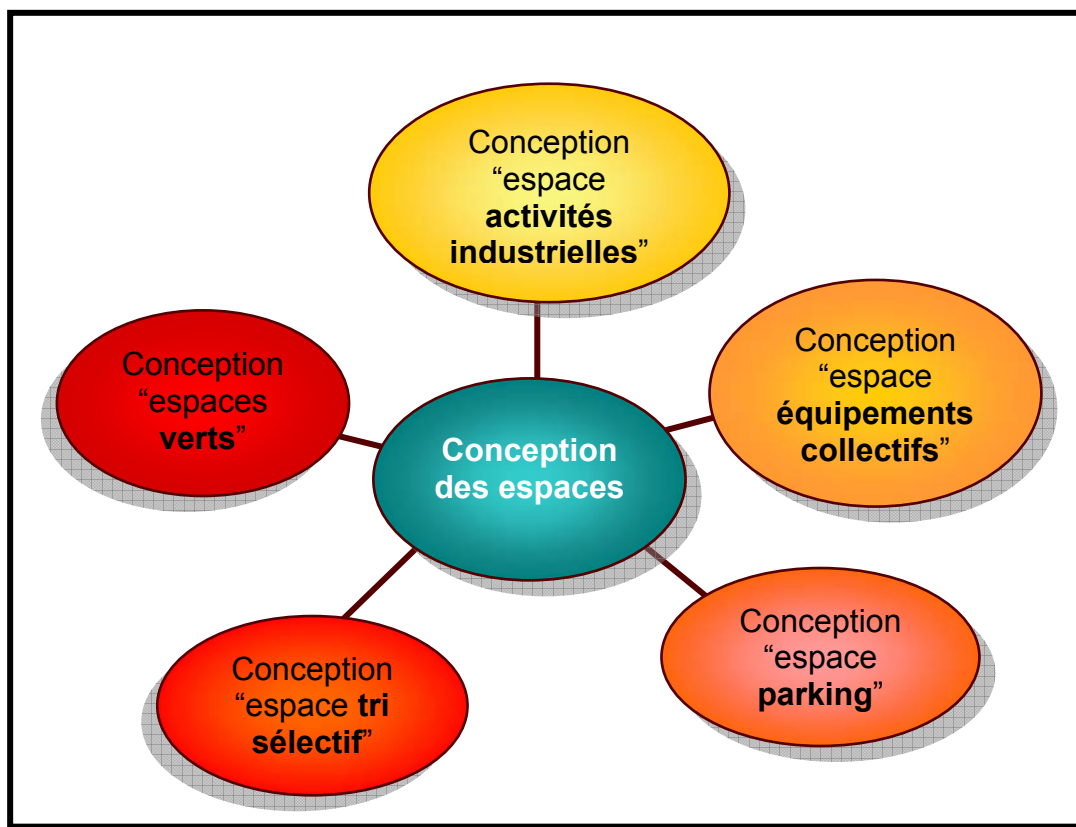 Conception
“espace
activités
industrielles”
Conception
“espaces
verts”
Conception
“espace
équipements
collectifs”
Conception
des espaces
Conception
“espace tri
sélectif”
Conception
“espace
parking”